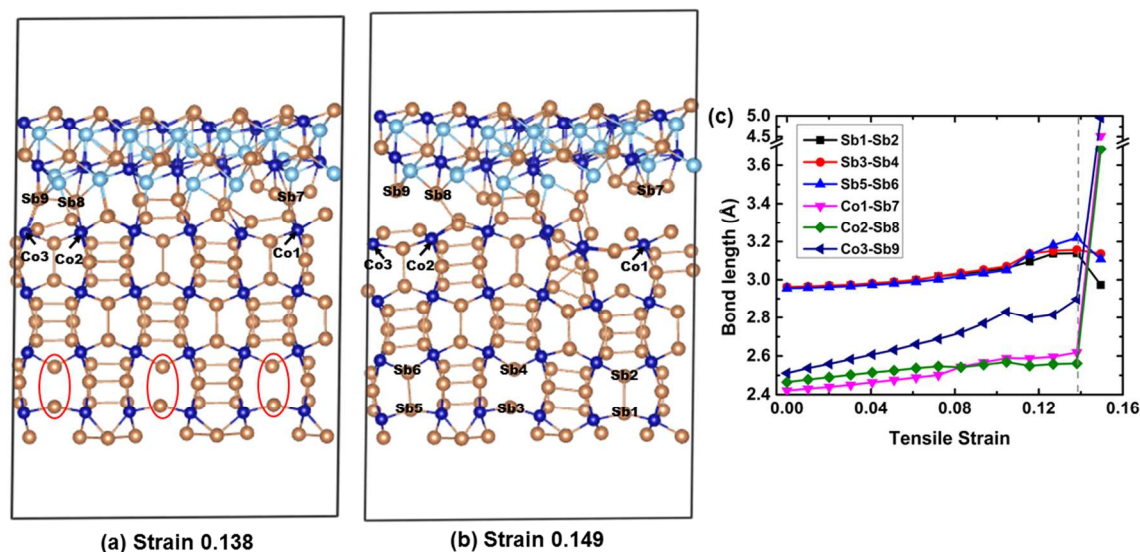 Sb9
Sb8
Sb7
Co3
Co2
Co1
(a) Strain 0.138
Sb9
Sb8
Sb7
Co3
Co2
Co1
Sb6
Sb4
Sb2
Sb5
Sb3
Sb1
(b) Strain 0.149
(c)
Sb1-Sb2
Sb3-Sb4
Sb5-Sb6
Co1-Sb7
Co2-Sb8
Co3-Sb9
Bond length (Å)
5.0
4.5
3.6
3.4
3.2
3.0
2.8
2.6
2.4
0.00 0.04 0.08 0.12 0.16
Tensile Strain